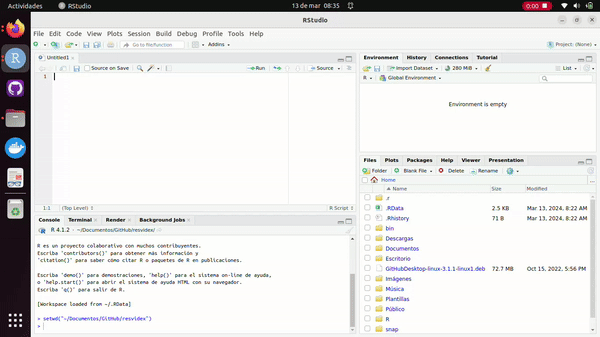 Actividades RStudio 13 de mar 08:35 0:00
RStudio
File Edit Code View Plots Session Build Debug Profile Tools Help
Go to file/function Addins Project: (None)
Untitled1
Source on Save Run Source
1
1:1 (Top Level) R Script
Console Terminal Render Background Jobs
R 4.1.2 · ~/Documentos/GitHub/resvidex/
R es un proyecto colaborativo con muchos contribuyentes.
Escriba 'contributors()' para obtener más información y
'citation()' para saber cómo citar R o paquetes de R en publicaciones.
Escriba 'demo()' para demostraciones, 'help()' para el sistema on-line de ayuda,
o 'help.start()' para abrir el sistema de ayuda HTML con su navegador.
Escriba 'q()' para salir de R.
[Workspace loaded from ~/.RData]
> setwd("~/Documentos/GitHub/resvidex")
>
Environment History Connections Tutorial
Import Dataset 280 MiB List
R Global Environment
Environment is empty
Files Plots Packages Help Viewer Presentation
Folder Blank File Delete Rename
Home
Name Size Modified
.r
.RData 2.5 KB Mar 13, 2024, 8:22 AM
.Rhistory 71 B Mar 13, 2024, 8:22 AM
bin
Descargas
Documentos
Escritorio
GitHubDesktop-linux-3.1.1-linux1.deb 72.7 MB Oct 15, 2022, 5:56 PM
Imágenes
Música
Plantillas
Público
R
snap